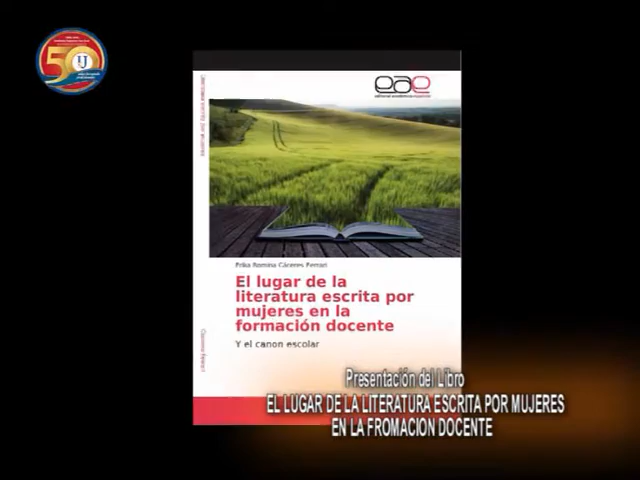 50
IJ
eae
editorial académica española
Erika Romina Cáceres Ferrari
El lugar de la
literatura escrita por
mujeres en la
formación docente
Y el canon escolar
Presentación del Libro
EL LUGAR DE LA LITERATURA ESCRITA POR MUJERES
EN LA FROMACION DOCENTE